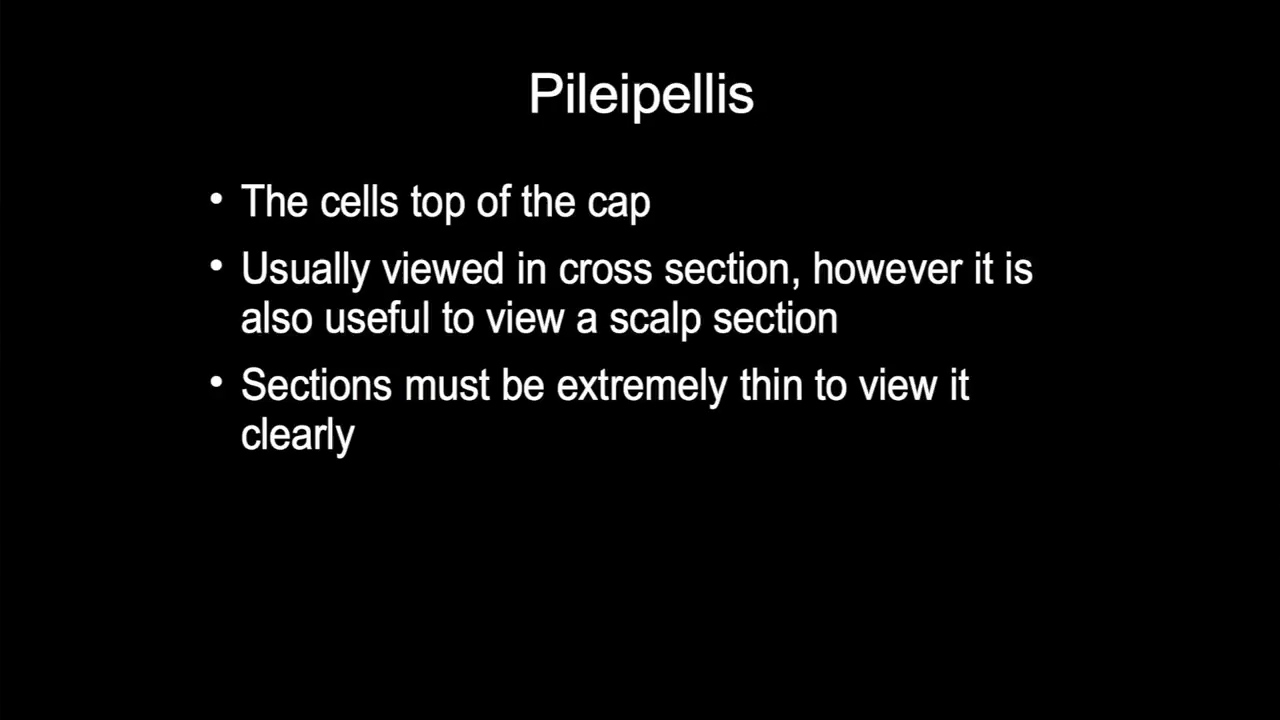 Pileipellis
• The cells top of the cap
• Usually viewed in cross section, however it is
also useful to view a scalp section
• Sections must be extremely thin to view it
clearly